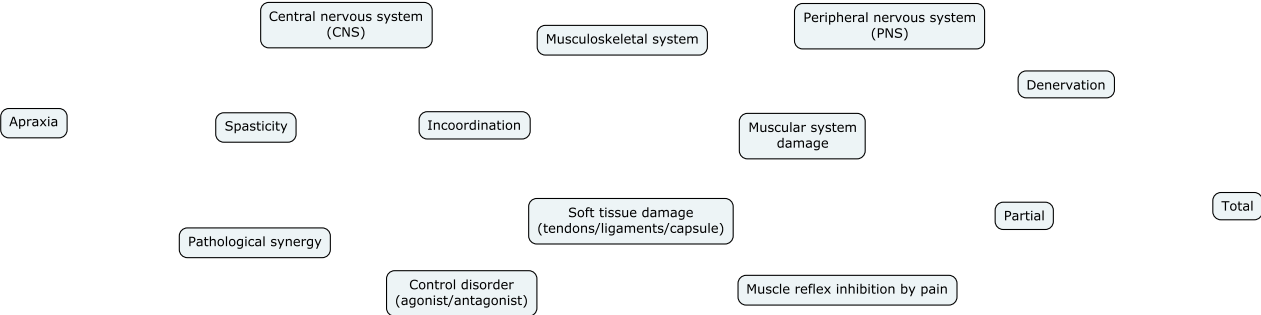 Central nervous system
(CNS)
Musculoskeletal system
Peripheral nervous system
(PNS)
Denervation
Apraxia
Spasticity
Incoordination
Muscular system
damage
Soft tissue damage
(tendons/ligaments/capsule)
Partial
Total
Pathological synergy
Control disorder
(agonist/antagonist)
Muscle reflex inhibition by pain